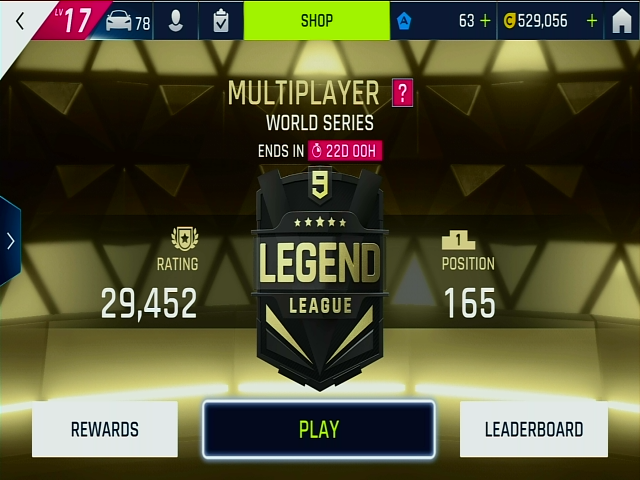 LV 17 78 SHOP 63 + 529,056 +
MULTIPLAYER ?
WORLD SERIES
ENDS IN 22D 00H
9
LEGEND
LEAGUE
RATING
29,452
1
POSITION
165
REWARDS
PLAY
LEADERBOARD